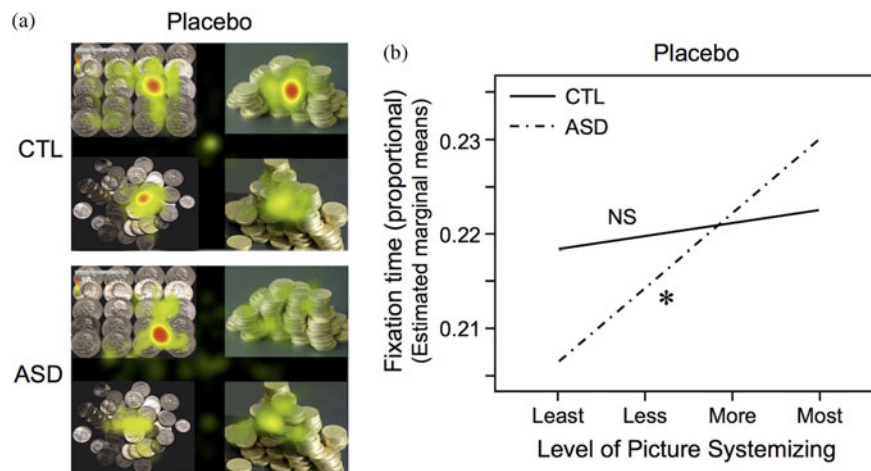 (a)
Placebo
CTL
ASD
(b)
Placebo
CTL
ASD
NS
*
Fixation time (proportional)
(Estimated marginal means)
0.23
0.22
0.21
Least Less More Most
Level of Picture Systemizing